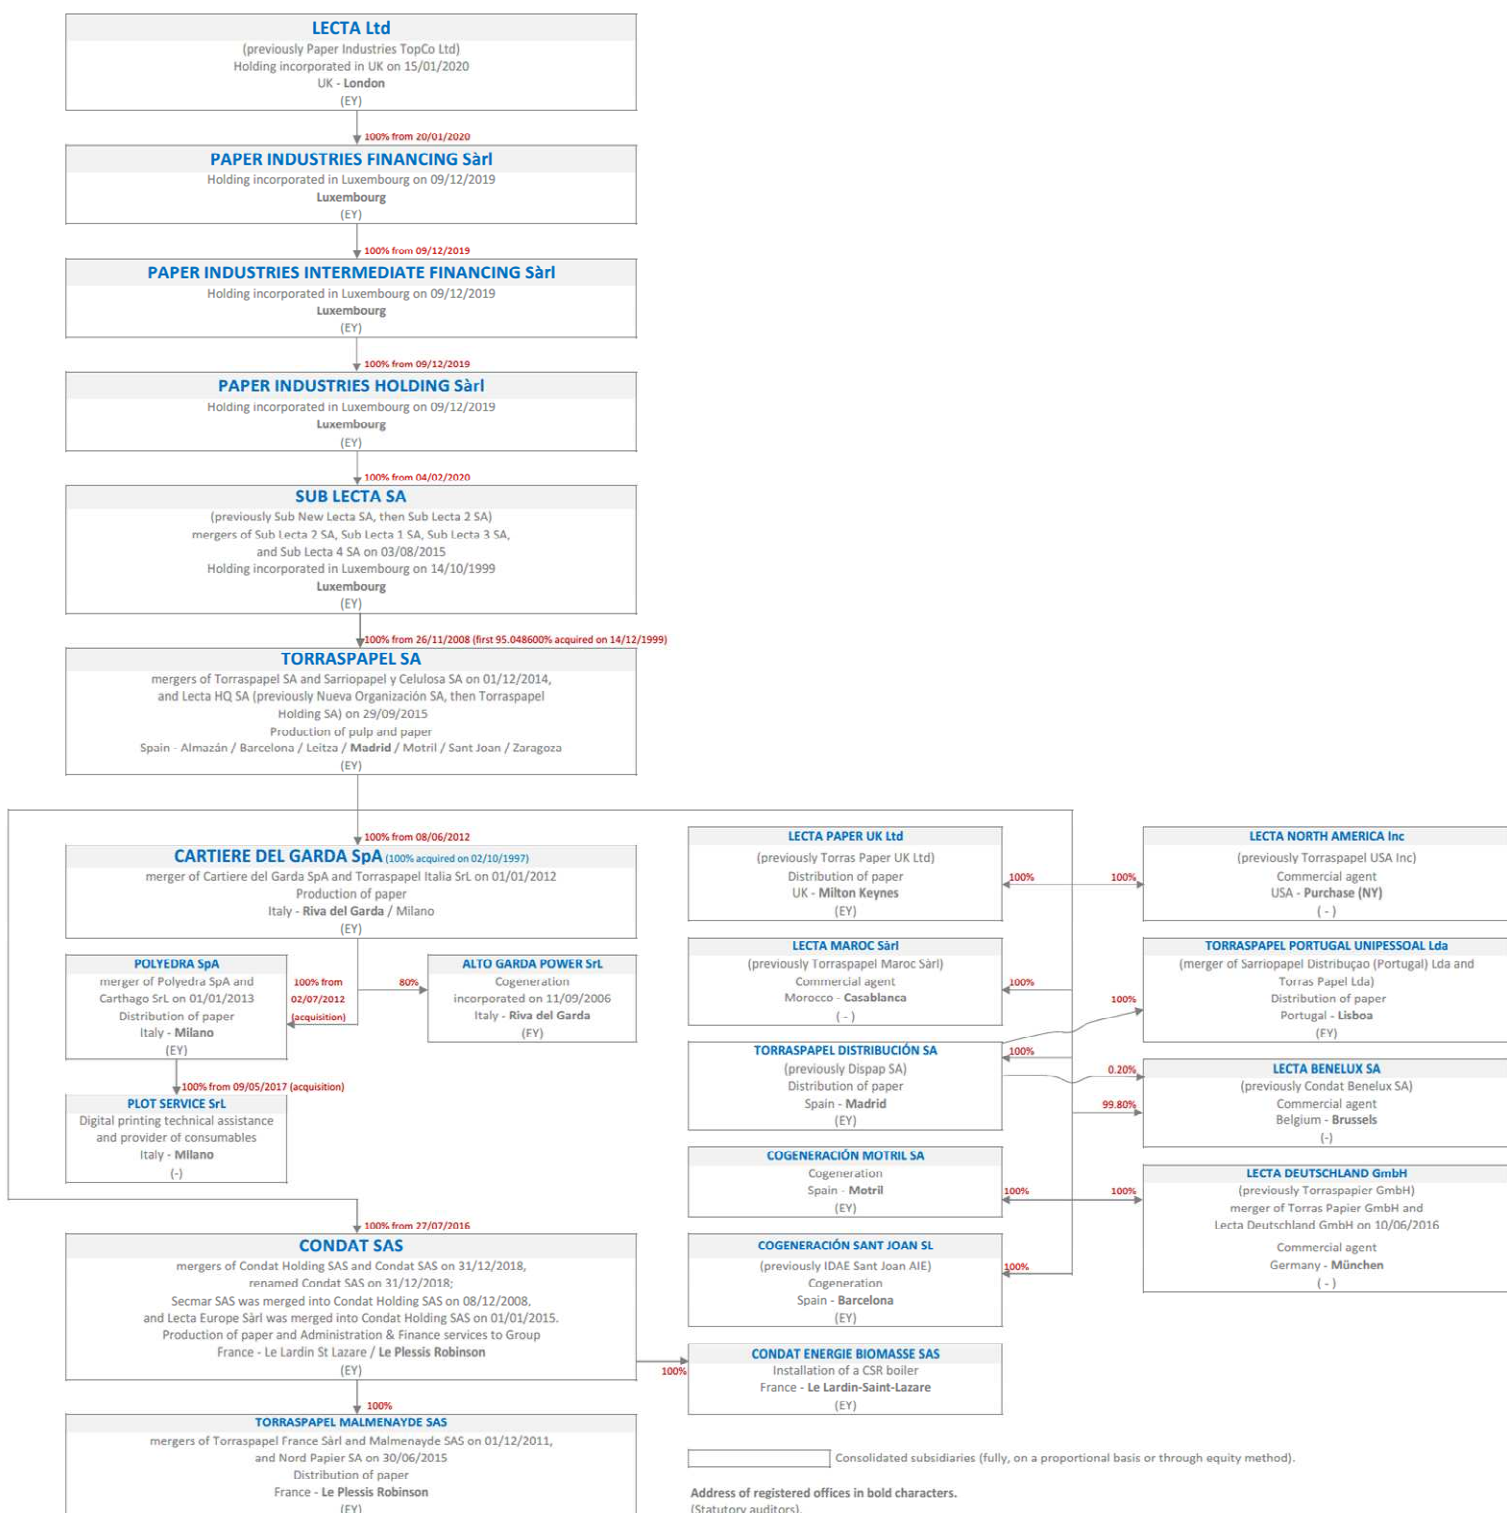 LECTA Ltd
(previously Paper Industries TopCo Ltd)
Holding incorporated in UK on 15/01/2020
UK - London
(EY)
100% from 20/01/2020
PAPER INDUSTRIES FINANCING Sàrl
Holding incorporated in Luxembourg on 09/12/2019
Luxembourg
(EY)
100% from 09/12/2019
PAPER INDUSTRIES INTERMEDIATE FINANCING Sàrl
Holding incorporated in Luxembourg on 09/12/2019
Luxembourg
(EY)
100% from 09/12/2019
PAPER INDUSTRIES HOLDING Sàrl
Holding incorporated in Luxembourg on 09/12/2019
Luxembourg
(EY)
100% from 04/02/2020
SUB LECTA SA
(previously Sub New Lecta SA, then Sub Lecta 2 SA)
mergers of Sub Lecta 2 SA, Sub Lecta 1 SA, Sub Lecta 3 SA,
and Sub Lecta 4 SA on 03/08/2015
Holding incorporated in Luxembourg on 14/10/1999
Luxembourg
(EY)
100% from 26/11/2008 (first 95.048600% acquired on 14/12/1999)
TORRASPAPEL SA
mergers of Torraspapel SA and Sarriopapel y Celulosa SA on 01/12/2014,
and Lecta HQ SA (previously Nueva Organización SA, then Torraspapel
Holding SA) on 29/09/2015
Production of pulp and paper
Spain - Almazán / Barcelona / Leitza / Madrid / Motril / Sant Joan / Zaragoza
(EY)
100% from 08/06/2012
CARTIERE DEL GARDA SpA (100% acquired on 02/10/1997)
merger of Cartiere del Garda SpA and Torraspapel Italia SrL on 01/01/2012
Production of paper
Italy - Riva del Garda / Milano
(EY)
POLYEDRA SpA
merger of Polyedra SpA and
Carthago SrL on 01/01/2013
Distribution of paper
Italy - Milano
(EY)
100% from
02/07/2012
(acquisition)
80%
ALTO GARDA POWER SrL
Cogeneration
incorporated on 11/09/2006
Italy - Riva del Garda
(EY)
100% from 09/05/2017 (acquisition)
PLOT SERVICE SrL
Digital printing technical assistance
and provider of consumables
Italy - Milano
(-)
100% from 27/07/2016
CONDAT SAS
mergers of Condat Holding SAS and Condat SAS on 31/12/2018,
renamed Condat SAS on 31/12/2018;
Secmar SAS was merged into Condat Holding SAS on 08/12/2008,
and Lecta Europe Sàrl was merged into Condat Holding SAS on 01/01/2015.
Production of paper and Administration & Finance services to Group
France - Le Lardin St Lazare / Le Plessis Robinson
(EY)
100%
TORRASPAPEL MALMENAYDE SAS
mergers of Torraspapel France Sàrl and Malmenayde SAS on 01/12/2011,
and Nord Papier SA on 30/06/2015
Distribution of paper
France - Le Plessis Robinson
(EY)
LECTA PAPER UK Ltd
(previously Torras Paper UK Ltd)
Distribution of paper
UK - Milton Keynes
(EY)
100%
100%
LECTA NORTH AMERICA Inc
(previously Torraspapel USA Inc)
Commercial agent
USA - Purchase (NY)
( - )
LECTA MAROC Sàrl
(previously Torraspapel Maroc Sàrl)
Commercial agent
Morocco - Casablanca
( - )
100%
100%
TORRASPAPEL PORTUGAL UNIPESSOAL Lda
(merger of Sarriopapel Distribuçao (Portugal) Lda and
Torras Papel Lda)
Distribution of paper
Portugal - Lisboa
(EY)
TORRASPAPEL DISTRIBUCIÓN SA
(previously Dispap SA)
Distribution of paper
Spain - Madrid
(EY)
100%
0.20%
99.80%
LECTA BENELUX SA
(previously Condat Benelux SA)
Commercial agent
Belgium - Brussels
(-)
COGENERACIÓN MOTRIL SA
Cogeneration
Spain - Motril
(EY)
100%
100%
LECTA DEUTSCHLAND GmbH
(previously Torraspapier GmbH)
merger of Torras Papier GmbH and
Lecta Deutschland GmbH on 10/06/2016
Commercial agent
Germany - München
( - )
COGENERACIÓN SANT JOAN SL
(previously IDAE Sant Joan AIE)
Cogeneration
Spain - Barcelona
(EY)
100%
100%
CONDAT ENERGIE BIOMASSE SAS
Installation of a CSR boiler
France - Le Lardin-Saint-Lazare
(EY)
Consolidated subsidiaries (fully, on a proportional basis or through equity method).
Address of registered offices in bold characters.
(Statutory auditors).